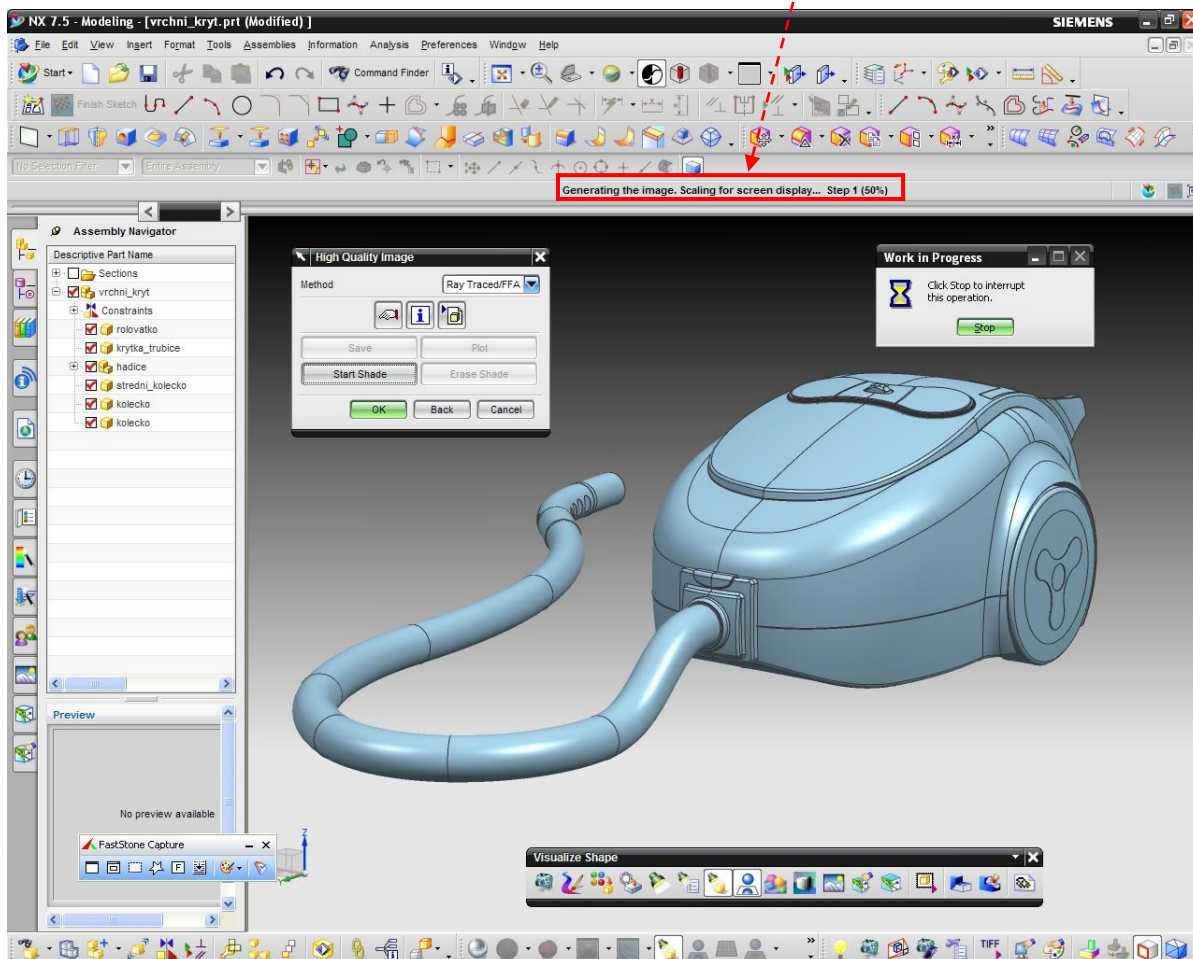 NX 7.5 - Modeling - [vrchni_kryt.prt (Modified) ]
SIEMENS
File Edit View Insert Format Tools Assemblies Information Analysis Preferences Window Help
Start
Command Finder
Finish Sketch
No Selection Filter
Entire Assembly
Generating the image. Scaling for screen display... Step 1 (50%)
Assembly Navigator
Descriptive Part Name
Sections
vrchni_kryt
Constraints
rolovatko
krytka_trubice
hadice
stredni_kolecko
kolecko
kolecko
High Quality Image
Method
Ray Traced/FFA
Save
Plot
Start Shade
Erase Shade
OK
Back
Cancel
Work in Progress
Click Stop to interrupt
this operation.
Stop
Preview
No preview available
FastStone Capture
F
Z
Visualize Shape
TIFF